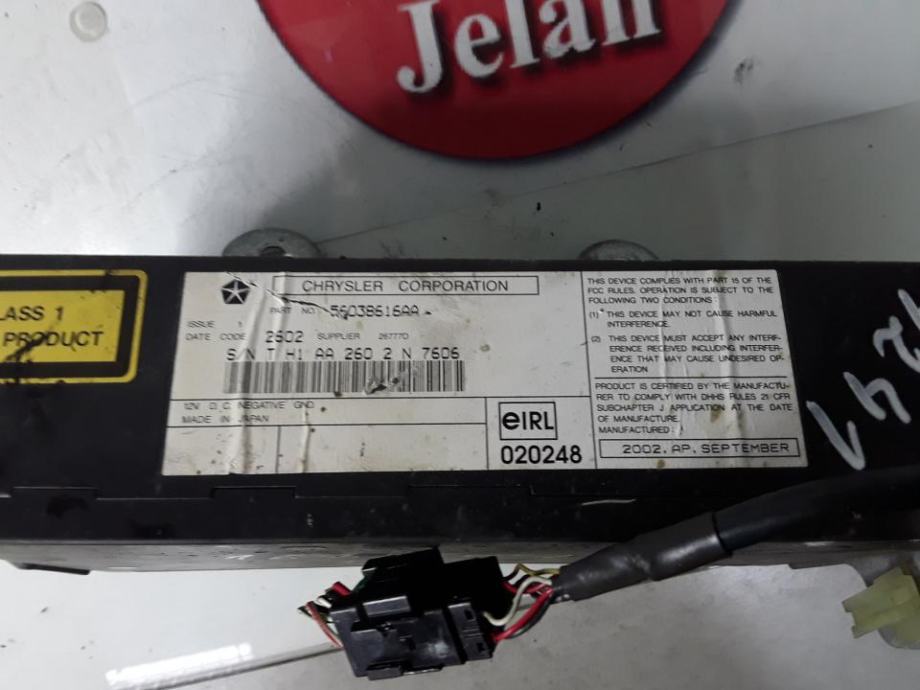 Jelan
LASS 1
PRODUCT
CHRYSLER CORPORATION
PART NO. 56038616AA
ISSUE 1
DATE CODE 2602 SUPPLIER 26777D
S/N T H1 AA 260 2 N 7606
12V D.C. NEGATIVE GND
MADE IN JAPAN
eIRL
020248
THIS DEVICE COMPLIES WITH PART 15 OF THE
FCC RULES. OPERATION IS SUBJECT TO THE
FOLLOWING TWO CONDITIONS :
(1) THIS DEVICE MAY NOT CAUSE HARMFUL
INTERFERENCE.
(2) THIS DEVICE MUST ACCEPT ANY INTERF-
ERENCE RECEIVED INCLUDING INTERFER-
ENCE THAT MAY CAUSE UNDESIRED OP-
ERATION
PRODUCT IS CERTIFIED BY THE MANUFACTU-
RER TO COMPLY WITH DHHS RULES 21 CFR
SUBCHAPTER J APPLICATION AT THE DATE
OF MANUFACTURE.
MANUFACTURED:
2002. AP. SEPTEMBER